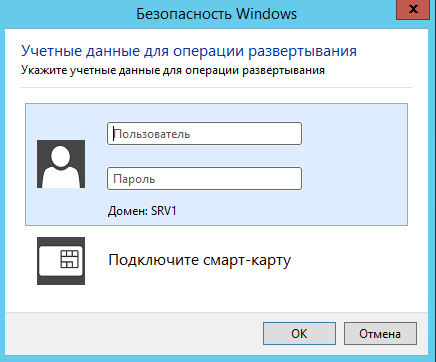 Безопасность Windows
x
Учетные данные для операции развертывания
Укажите учетные данные для операции развертывания
Пользователь
Пароль
Домен: SRV1
Подключите смарт-карту
ОК
Отмена